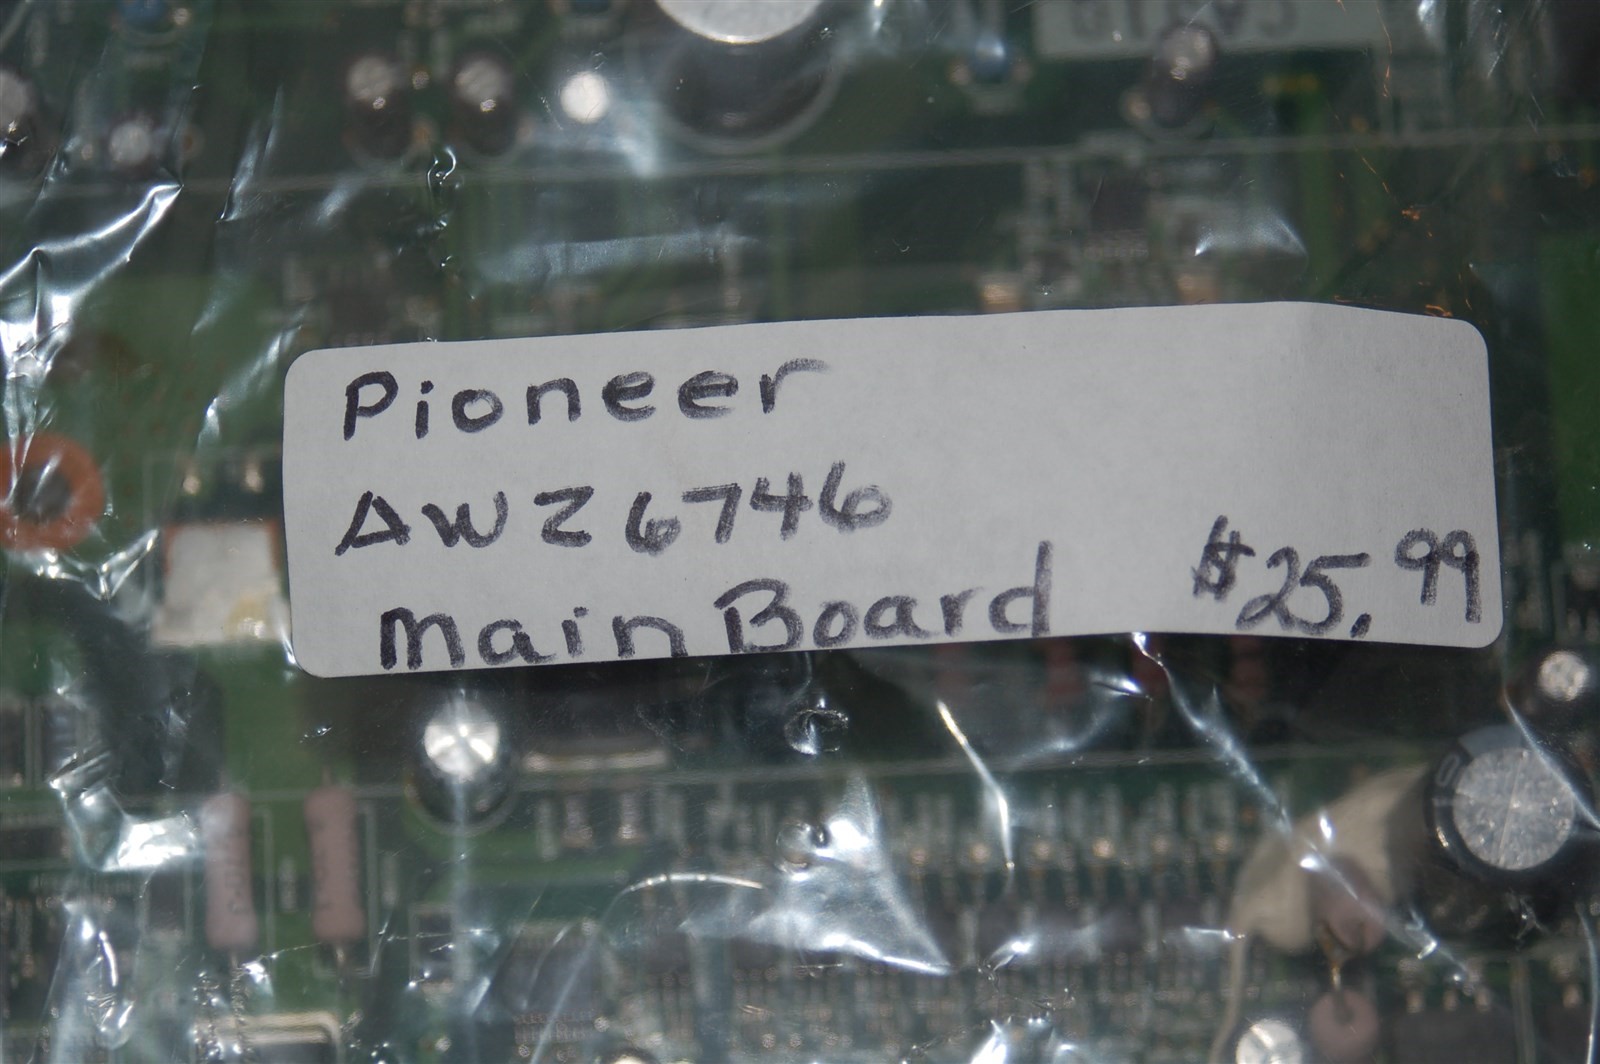 Pioneer
AWZ6746
Main Board $25.99